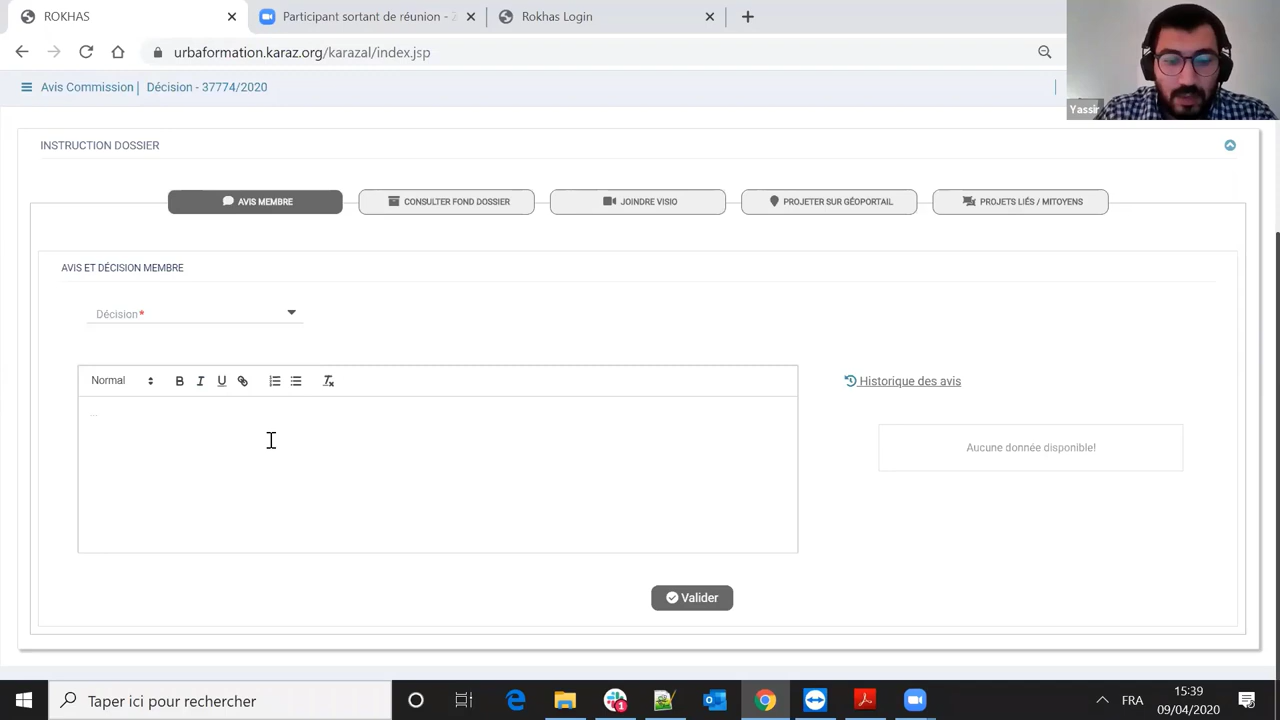 ROKHAS
Participant sortant de réunion - Z
Rokhas Login
urbaformation.karaz.org/karazal/index.jsp
Yassir
Avis Commission | Décision - 37774/2020
INSTRUCTION DOSSIER
AVIS MEMBRE
CONSULTER FOND DOSSIER
JOINDRE VISIO
PROJETER SUR GÉOPORTAIL
PROJETS LIÉS / MITOYENS
AVIS ET DÉCISION MEMBRE
Décision*
Normal
B I U
Historique des avis
...
Aucune donnée disponible!
Valider
Taper ici pour rechercher
1
FRA
15:39
09/04/2020